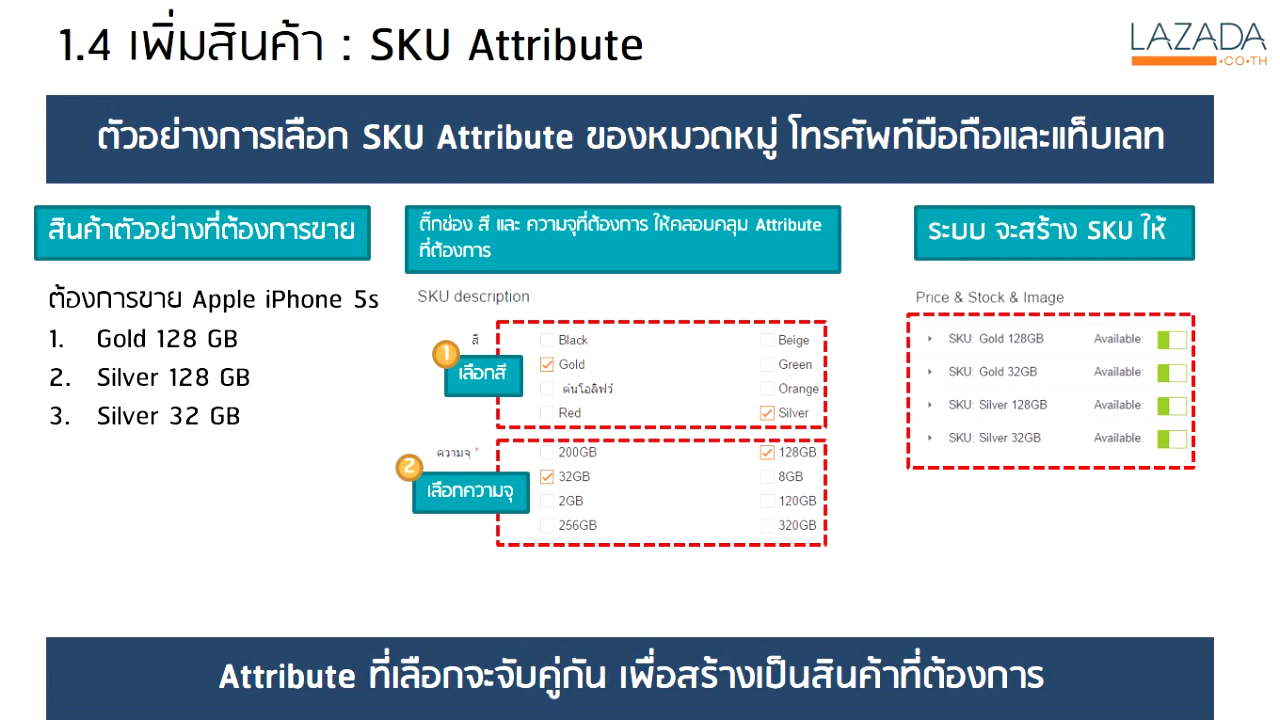 1.4 เพิ่มสินค้า : SKU Attribute
LAZADA
.CO.TH
ตัวอย่างการเลือก SKU Attribute ของหมวดหมู่ โทรศัพท์มือถือและแท็บเลท
สินค้าตัวอย่างที่ต้องการขาย
ต้องการขาย Apple iPhone 5s
1. Gold 128 GB
2. Silver 128 GB
3. Silver 32 GB
ติ๊กช่อง สี และ ความจุที่ต้องการ ให้คลอบคลุม Attribute
ที่ต้องการ
SKU description
สี
1
เลือกสี
Black Beige
Gold Green
ต้นโอลิฟว์ Orange
Red Silver
ความจุ *
2
เลือกความจุ
200GB 128GB
32GB 8GB
2GB 120GB
256GB 320GB
ระบบ จะสร้าง SKU ให้
Price & Stock & Image
SKU: Gold 128GB Available:
SKU: Gold 32GB Available:
SKU: Silver 128GB Available:
SKU: Silver 32GB Available:
Attribute ที่เลือกจะจับคู่กัน เพื่อสร้างเป็นสินค้าที่ต้องการ